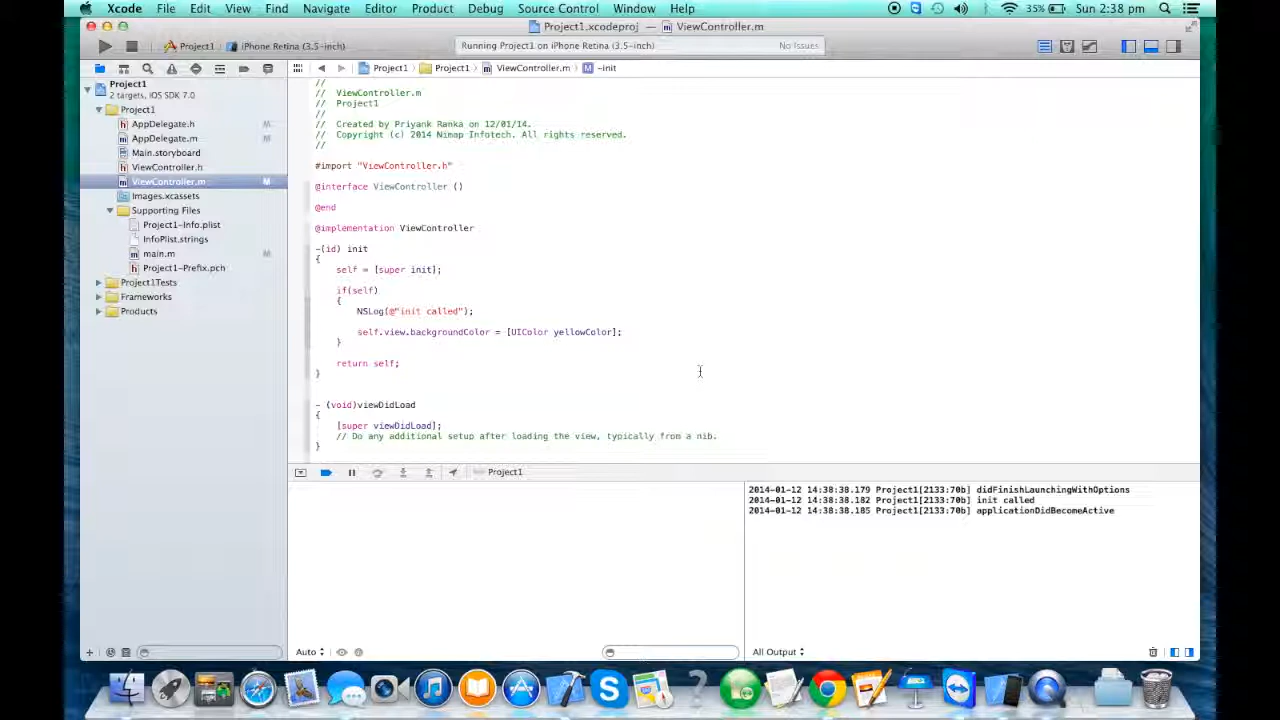 Xcode File Edit View Find Navigate Editor Product Debug Source Control Window Help 35% Sun 2:38 pm
Project1.xcodeproj — ViewController.m
Project1 iPhone Retina (3.5-inch) Running Project1 on iPhone Retina (3.5-inch) No Issues
Project1 Project1 ViewController.m M -init
Project1
2 targets, iOS SDK 7.0
Project1
AppDelegate.h M
AppDelegate.m M
Main.storyboard
ViewController.h
ViewController.m M
Images.xcassets
Supporting Files
Project1-Info.plist
InfoPlist.strings
main.m M
Project1-Prefix.pch
Project1Tests
Frameworks
Products
//
// ViewController.m
// Project1
//
// Created by Priyank Ranka on 12/01/14.
// Copyright (c) 2014 Nimap Infotech. All rights reserved.
//
#import "ViewController.h"
@interface ViewController ()
@end
@implementation ViewController
-(id) init
{
self = [super init];
if(self)
{
NSLog(@"init called");
self.view.backgroundColor = [UIColor yellowColor];
}
return self;
}
- (void)viewDidLoad
{
[super viewDidLoad];
// Do any additional setup after loading the view, typically from a nib.
}
Project1
2014-01-12 14:38:38.179 Project1[2133:70b] didFinishLaunchingWithOptions
2014-01-12 14:38:38.182 Project1[2133:70b] init called
2014-01-12 14:38:38.185 Project1[2133:70b] applicationDidBecomeActive
Auto All Output